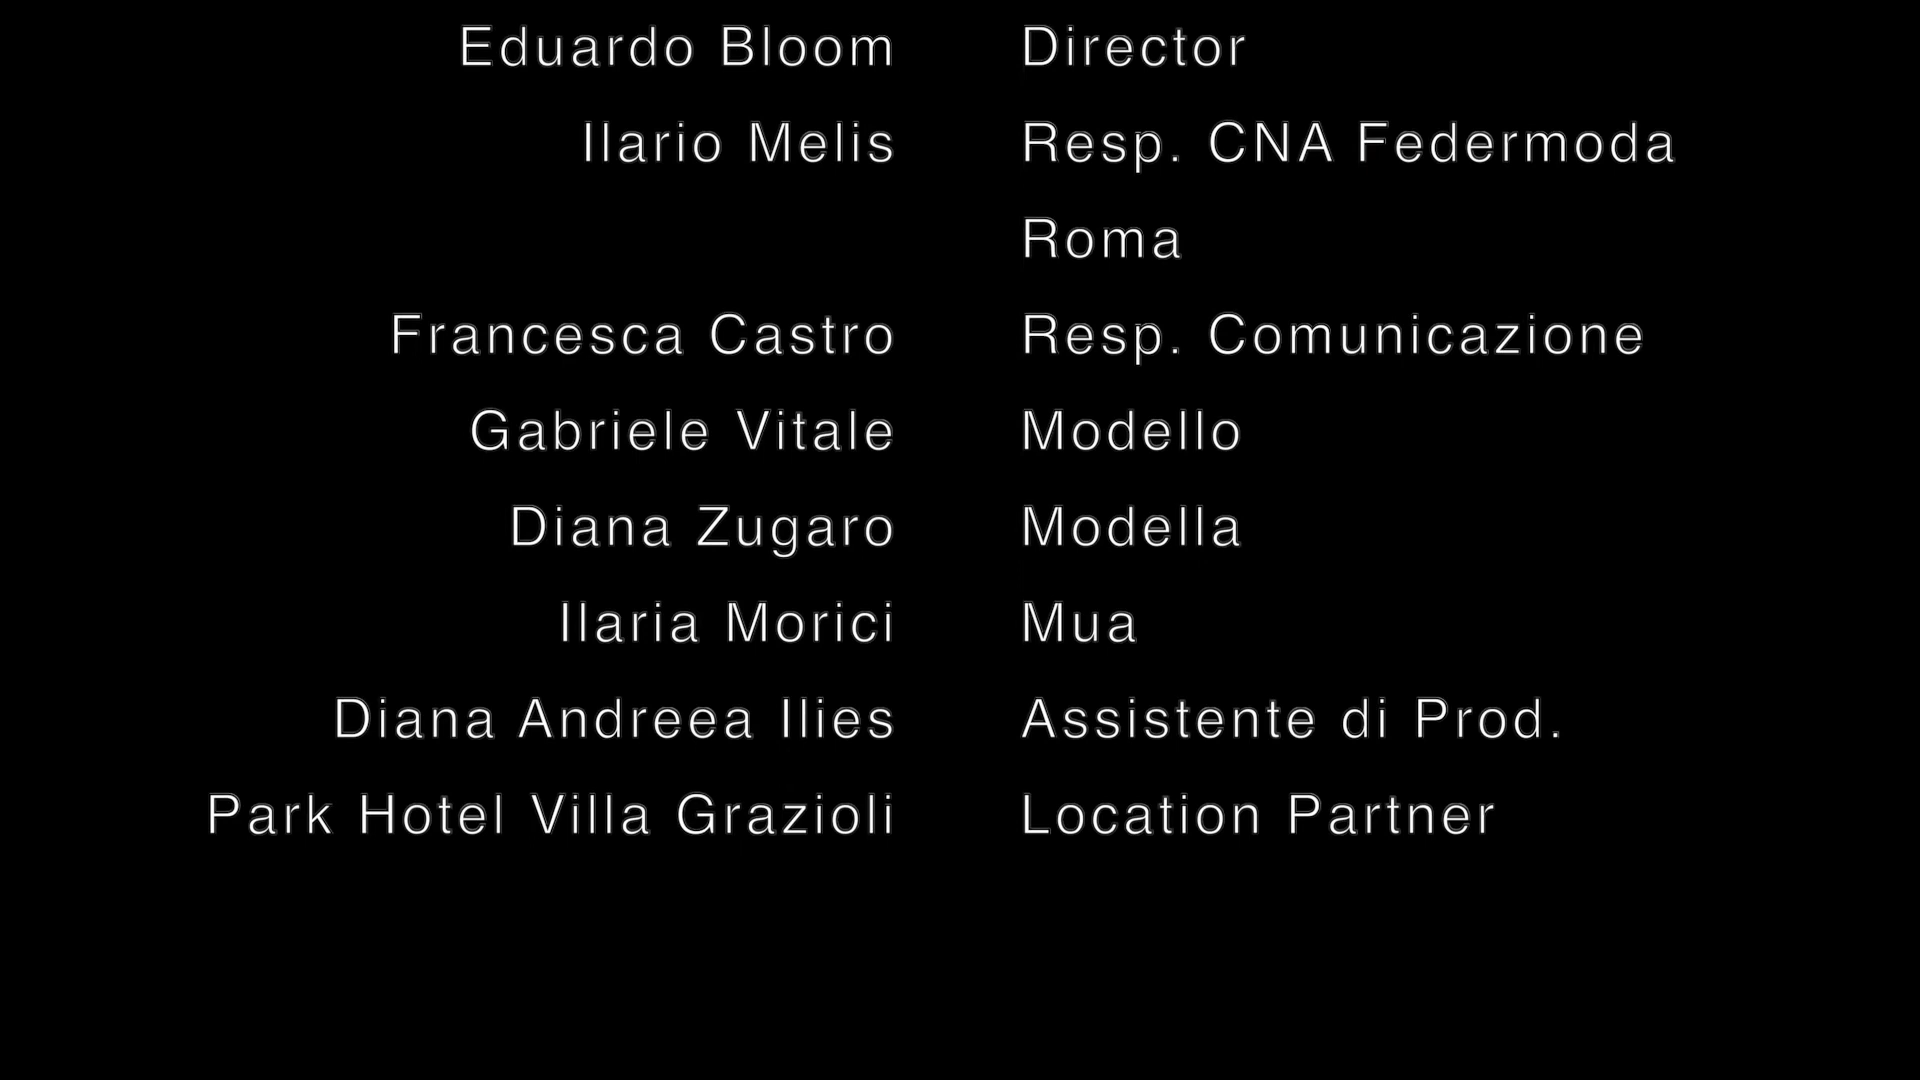 Eduardo Bloom Director
Ilario Melis Resp. CNA Federmoda
Roma
Francesca Castro Resp. Comunicazione
Gabriele Vitale Modello
Diana Zugaro Modella
Ilaria Morici Mua
Diana Andreea Ilies Assistente di Prod.
Park Hotel Villa Grazioli Location Partner